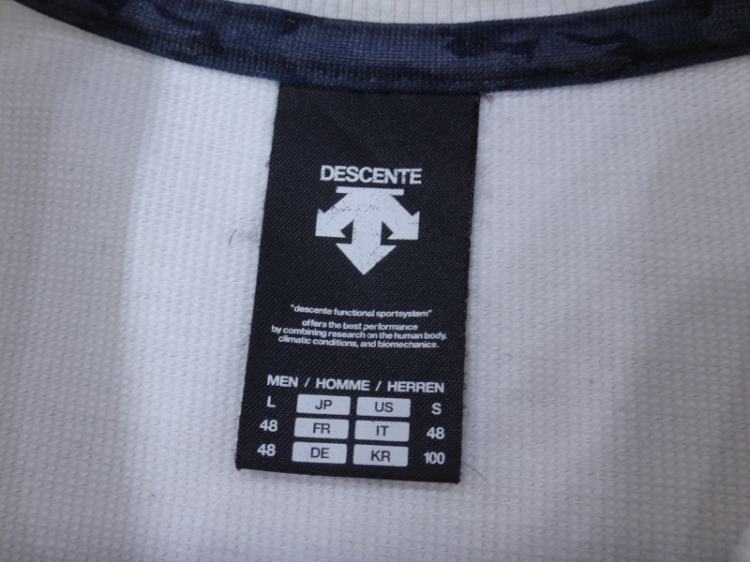 DESCENTE
"descente functional sportsystem"
offers the best performance
by combining research on the human body,
climatic conditions, and biomechanics.
MEN / HOMME / HERREN
L JP US S
48 FR IT 48
48 DE KR 100